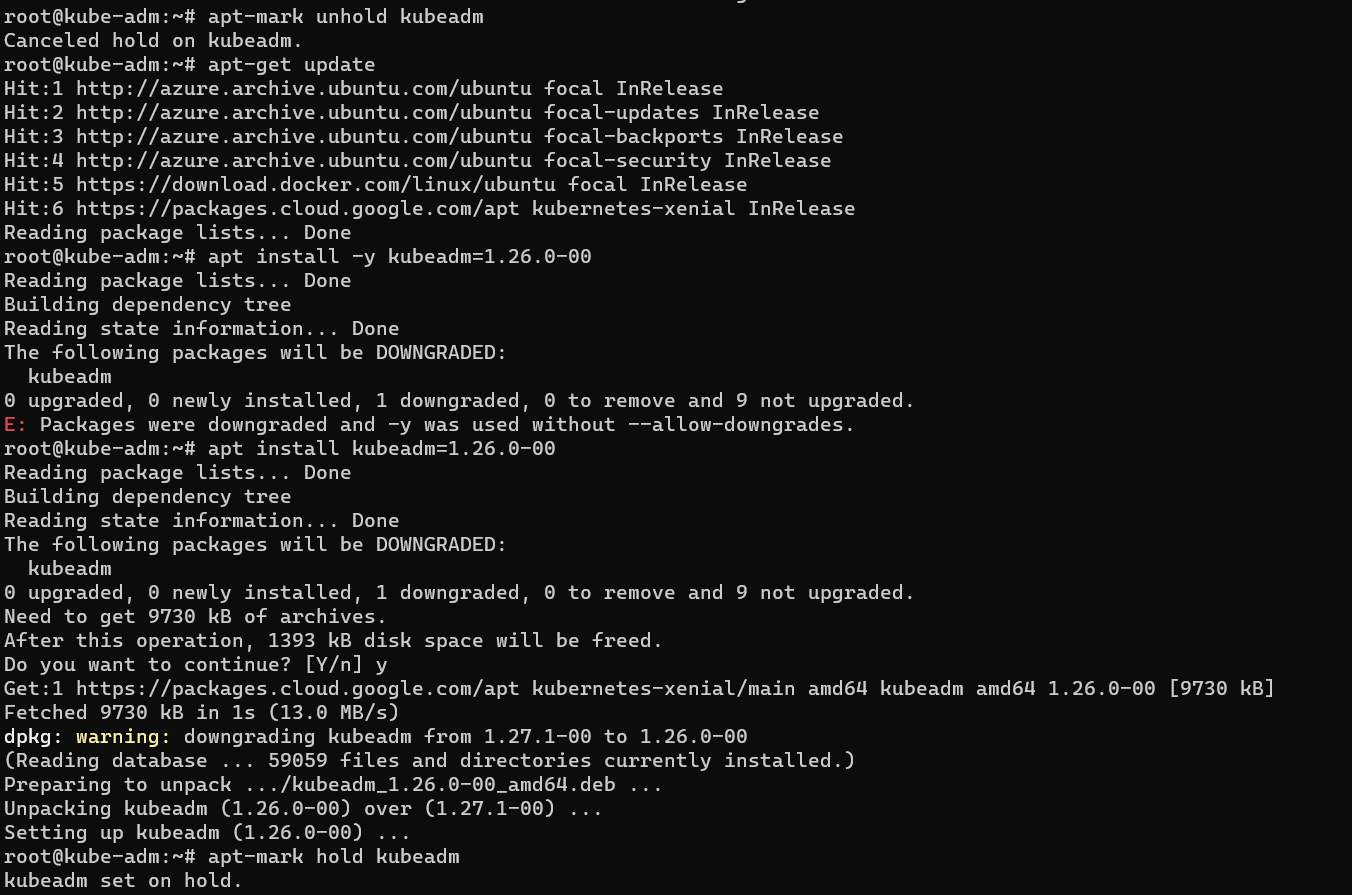 root@kube-adm:~# apt-mark unhold kubeadm
Canceled hold on kubeadm.
root@kube-adm:~# apt-get update
Hit:1 http://azure.archive.ubuntu.com/ubuntu focal InRelease
Hit:2 http://azure.archive.ubuntu.com/ubuntu focal-updates InRelease
Hit:3 http://azure.archive.ubuntu.com/ubuntu focal-backports InRelease
Hit:4 http://azure.archive.ubuntu.com/ubuntu focal-security InRelease
Hit:5 https://download.docker.com/linux/ubuntu focal InRelease
Hit:6 https://packages.cloud.google.com/apt kubernetes-xenial InRelease
Reading package lists... Done
root@kube-adm:~# apt install -y kubeadm=1.26.0-00
Reading package lists... Done
Building dependency tree
Reading state information... Done
The following packages will be DOWNGRADED:
  kubeadm
0 upgraded, 0 newly installed, 1 downgraded, 0 to remove and 9 not upgraded.
E: Packages were downgraded and -y was used without --allow-downgrades.
root@kube-adm:~# apt install kubeadm=1.26.0-00
Reading package lists... Done
Building dependency tree
Reading state information... Done
The following packages will be DOWNGRADED:
  kubeadm
0 upgraded, 0 newly installed, 1 downgraded, 0 to remove and 9 not upgraded.
Need to get 9730 kB of archives.
After this operation, 1393 kB disk space will be freed.
Do you want to continue? [Y/n] y
Get:1 https://packages.cloud.google.com/apt kubernetes-xenial/main amd64 kubeadm amd64 1.26.0-00 [9730 kB]
Fetched 9730 kB in 1s (13.0 MB/s)
dpkg: warning: downgrading kubeadm from 1.27.1-00 to 1.26.0-00
(Reading database ... 59059 files and directories currently installed.)
Preparing to unpack .../kubeadm_1.26.0-00_amd64.deb ...
Unpacking kubeadm (1.26.0-00) over (1.27.1-00) ...
Setting up kubeadm (1.26.0-00) ...
root@kube-adm:~# apt-mark hold kubeadm
kubeadm set on hold.